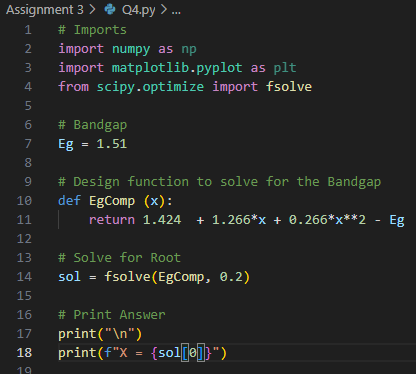 Assignment 3 > Q4.py > ...
1 # Imports
2 import numpy as np
3 import matplotlib.pyplot as plt
4 from scipy.optimize import fsolve
5
6 # Bandgap
7 Eg = 1.51
8
9 # Design function to solve for the Bandgap
10 def EgComp (x):
11     return 1.424  + 1.266*x + 0.266*x**2 - Eg
12
13 # Solve for Root
14 sol = fsolve(EgComp, 0.2)
15
16 # Print Answer
17 print("\n")
18 print(f"X = {sol[0]}")
19